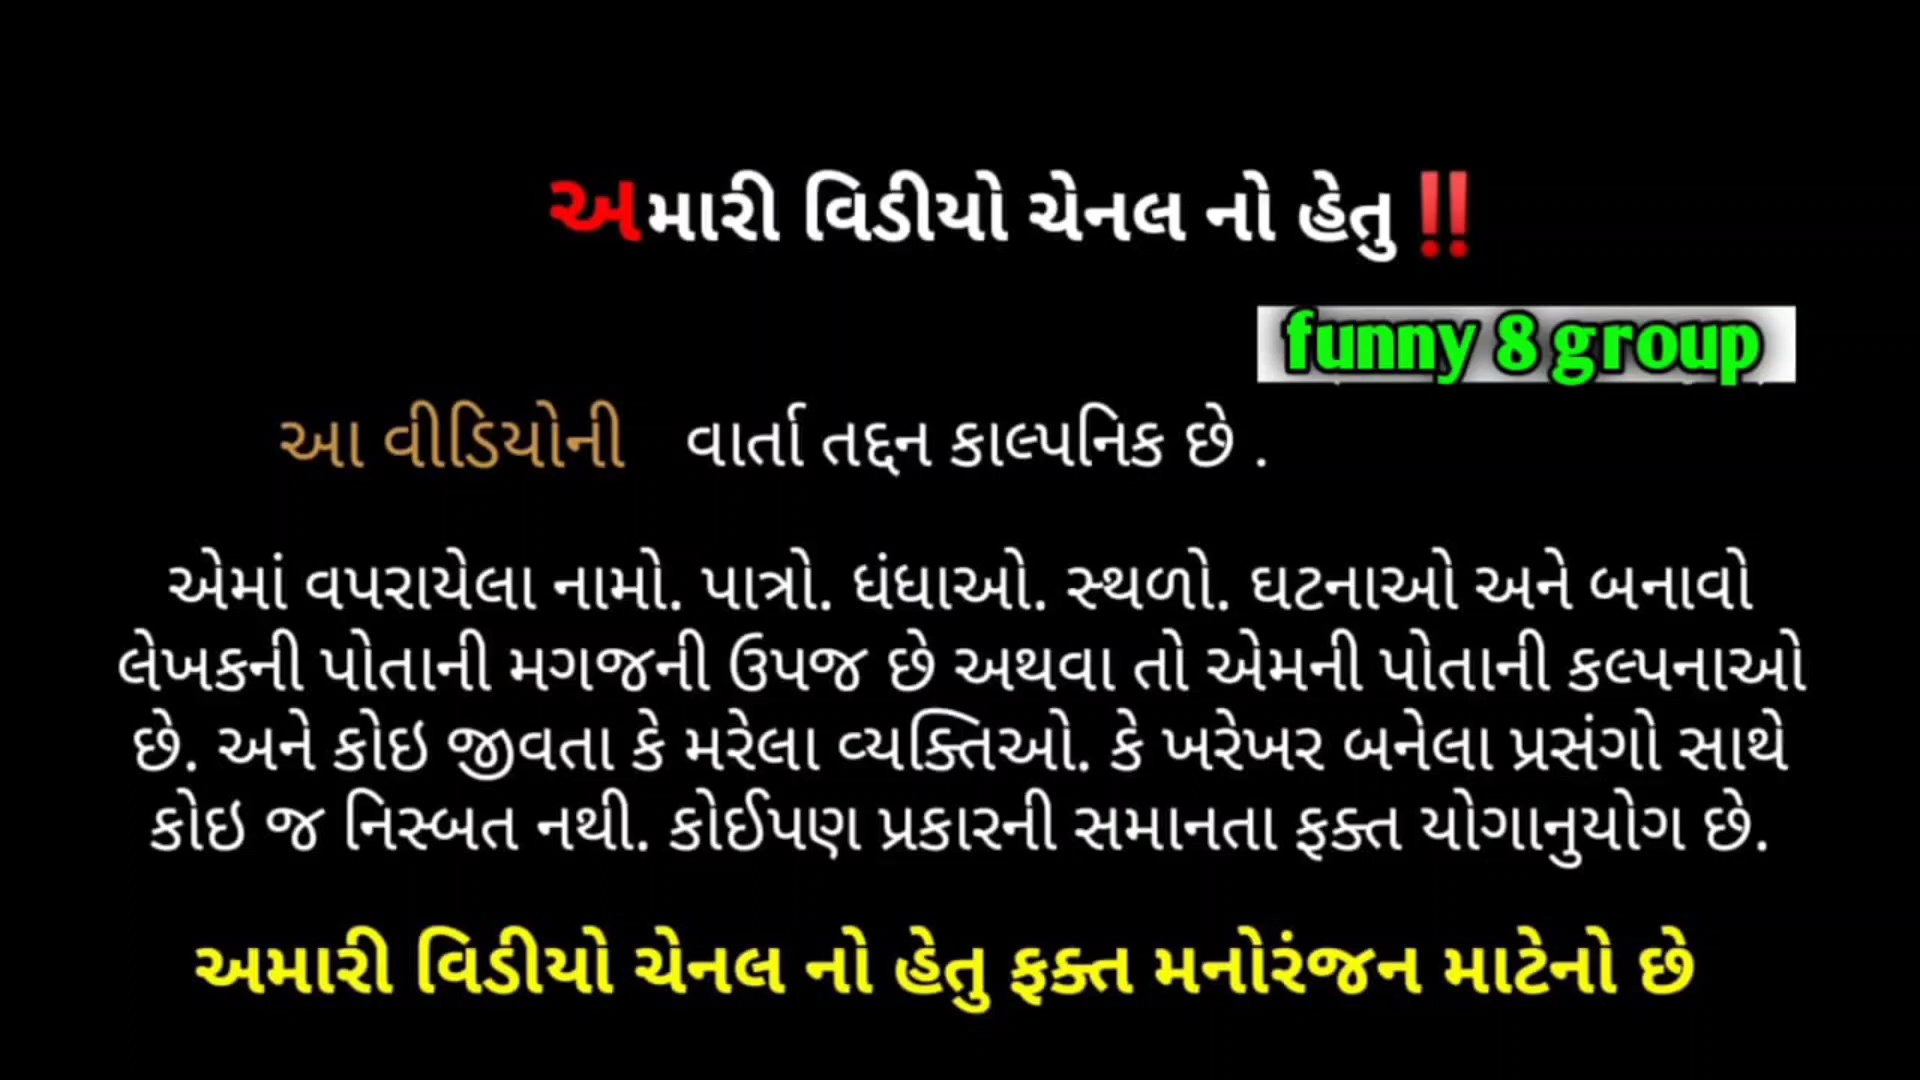 અમારી વિડીયો ચેનલ નો હેતુ‼
funny 8 group
આ વીડિયોની વાર્તા તદ્દન કાલ્પનિક છે .
એમાં વપરાયેલા નામો. પાત્રો. ધંધાઓ. સ્થળો. ઘટનાઓ અને બનાવો
લેખકની પોતાની મગજની ઉપજ છે અથવા તો એમની પોતાની કલ્પનાઓ
છે. અને કોઇ જીવતા કે મરેલા વ્યક્તિઓ. કે ખરેખર બનેલા પ્રસંગો સાથે
કોઇ જ નિસ્બત નથી. કોઈપણ પ્રકારની સમાનતા ફક્ત યોગાનુયોગ છે.
અમારી વિડીયો ચેનલ નો હેતુ ફક્ત મનોરંજન માટેનો છે